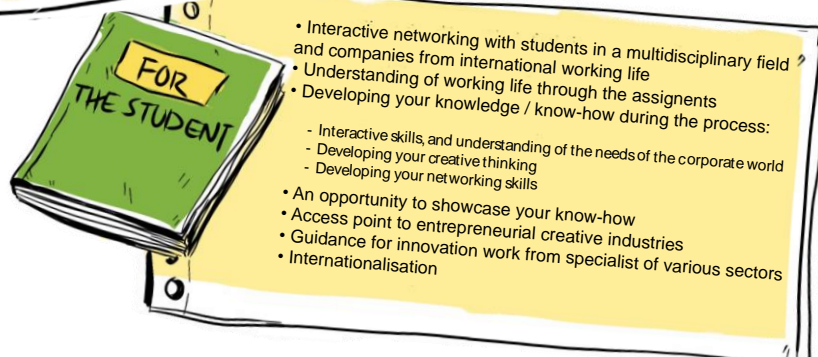 FOR
THE STUDENT
• Interactive networking with students in a multidisciplinary field
and companies from international working life
• Understanding of working life through the assignents
• Developing your knowledge / know-how during the process:
- Interactive skills, and understanding of the needs of the corporate world
- Developing your creative thinking
- Developing your networking skills
• An opportunity to showcase your know-how
• Access point to entrepreneurial creative industries
• Guidance for innovation work from specialist of various sectors
• Internationalisation